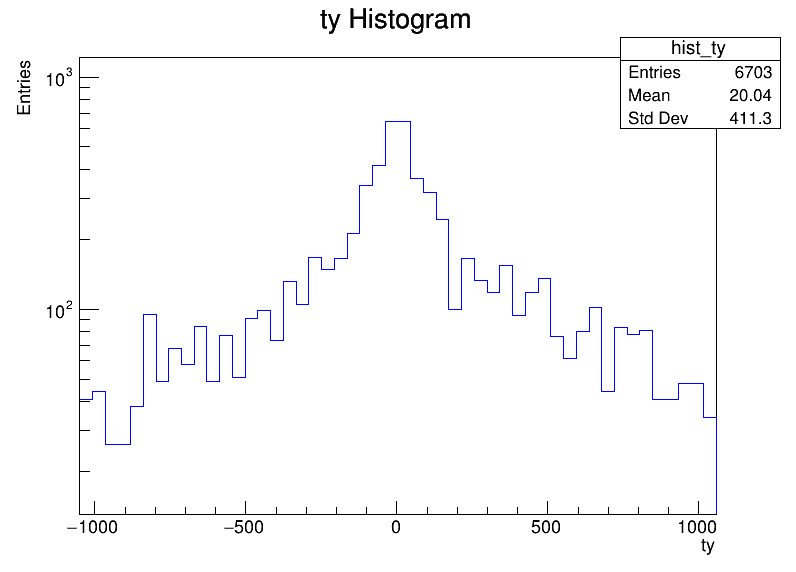 ty Histogram
hist_ty
Entries 6703
Mean 20.04
Std Dev 411.3
Entries
10³
10²
−1000 −500 0 500 1000
ty